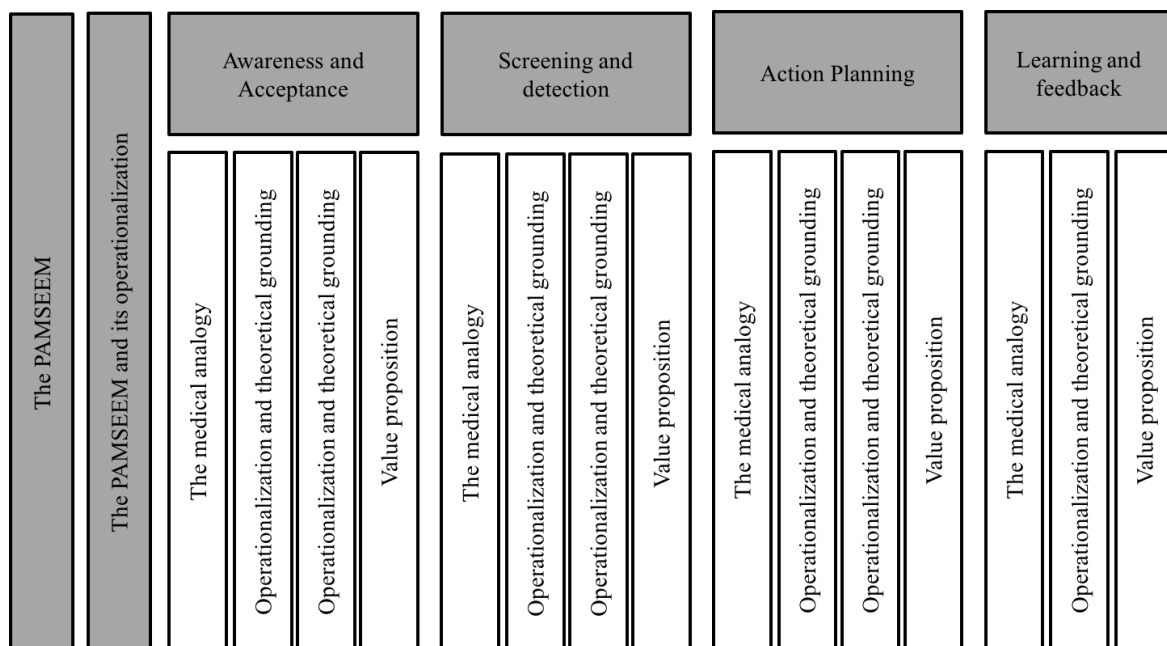 The PAMSEEM
The PAMSEEM and its operationalization
Awareness and
Acceptance
The medical analogy
Operationalization and theoretical grounding
Operationalization and theoretical grounding
Value proposition
Screening and
detection
The medical analogy
Operationalization and theoretical grounding
Operationalization and theoretical grounding
Value proposition
Action Planning
The medical analogy
Operationalization and theoretical grounding
Operationalization and theoretical grounding
Value proposition
Learning and
feedback
The medical analogy
Operationalization and theoretical grounding
Value proposition